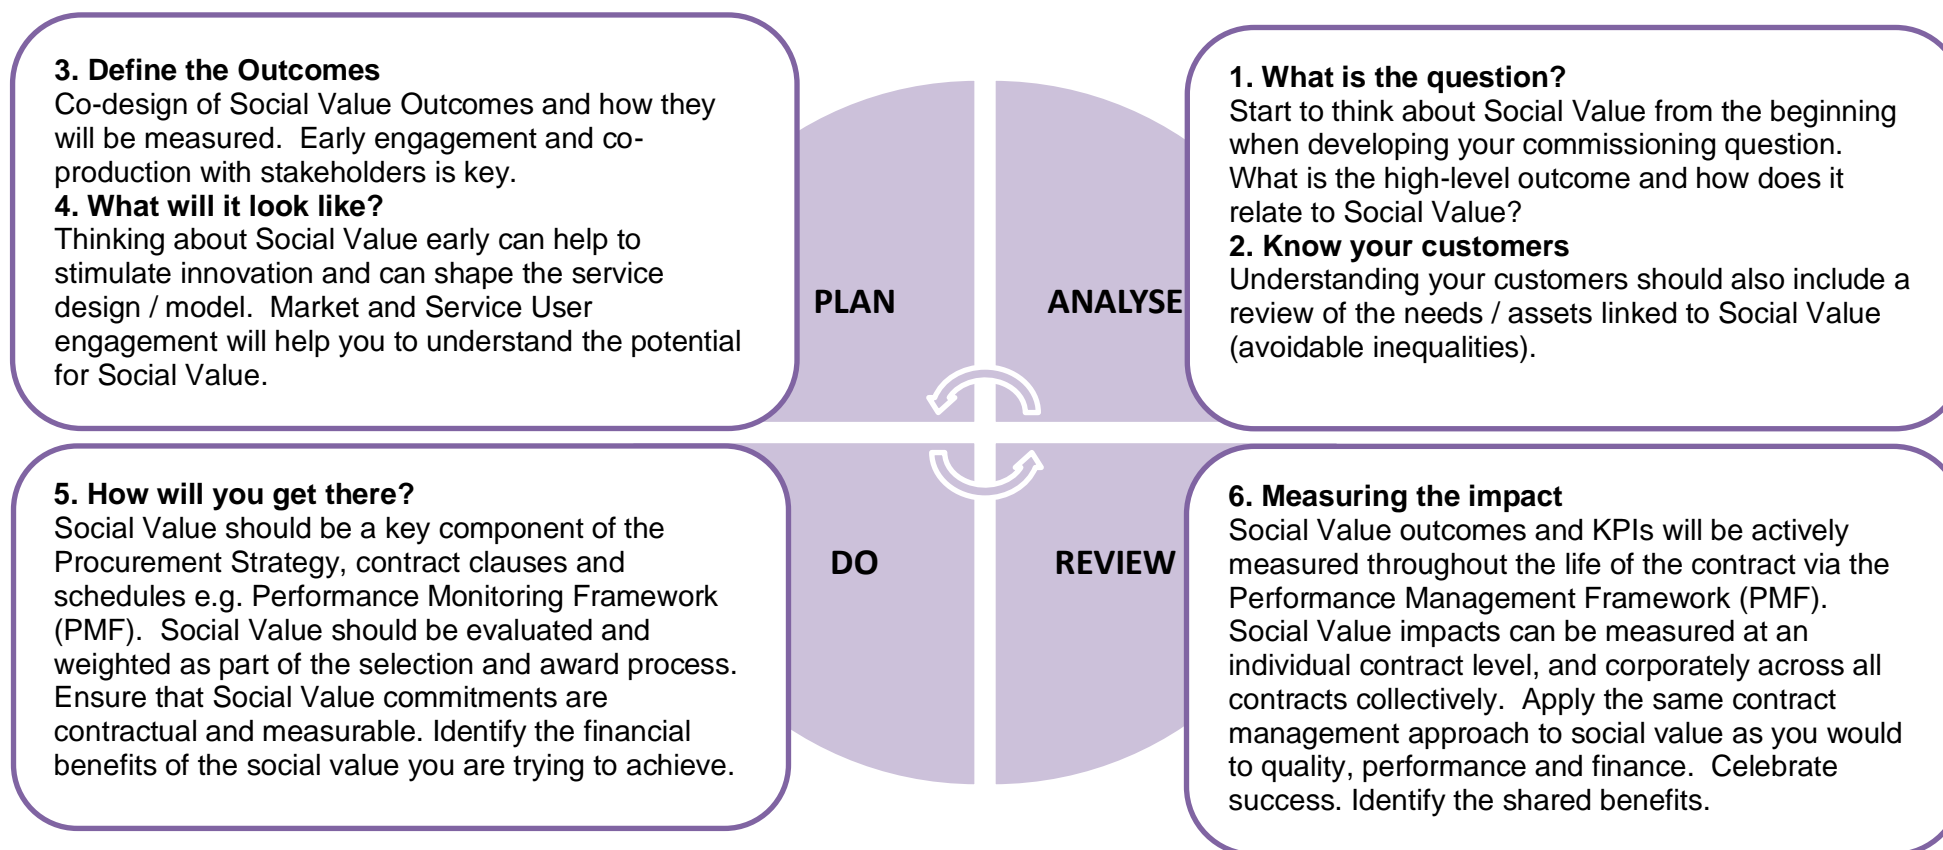 3. Define the Outcomes
Co-design of Social Value Outcomes and how they
will be measured.  Early engagement and co-
production with stakeholders is key.
4. What will it look like?
Thinking about Social Value early can help to
stimulate innovation and can shape the service
design / model.  Market and Service User
engagement will help you to understand the potential
for Social Value.
PLAN
ANALYSE
1. What is the question?
Start to think about Social Value from the beginning
when developing your commissioning question.
What is the high-level outcome and how does it
relate to Social Value?
2. Know your customers
Understanding your customers should also include a
review of the needs / assets linked to Social Value
(avoidable inequalities).
5. How will you get there?
Social Value should be a key component of the
Procurement Strategy, contract clauses and
schedules e.g. Performance Monitoring Framework
(PMF).  Social Value should be evaluated and
weighted as part of the selection and award process.
Ensure that Social Value commitments are
contractual and measurable. Identify the financial
benefits of the social value you are trying to achieve.
DO
REVIEW
6. Measuring the impact
Social Value outcomes and KPIs will be actively
measured throughout the life of the contract via the
Performance Management Framework (PMF).
Social Value impacts can be measured at an
individual contract level, and corporately across all
contracts collectively.  Apply the same contract
management approach to social value as you would
to quality, performance and finance.  Celebrate
success. Identify the shared benefits.